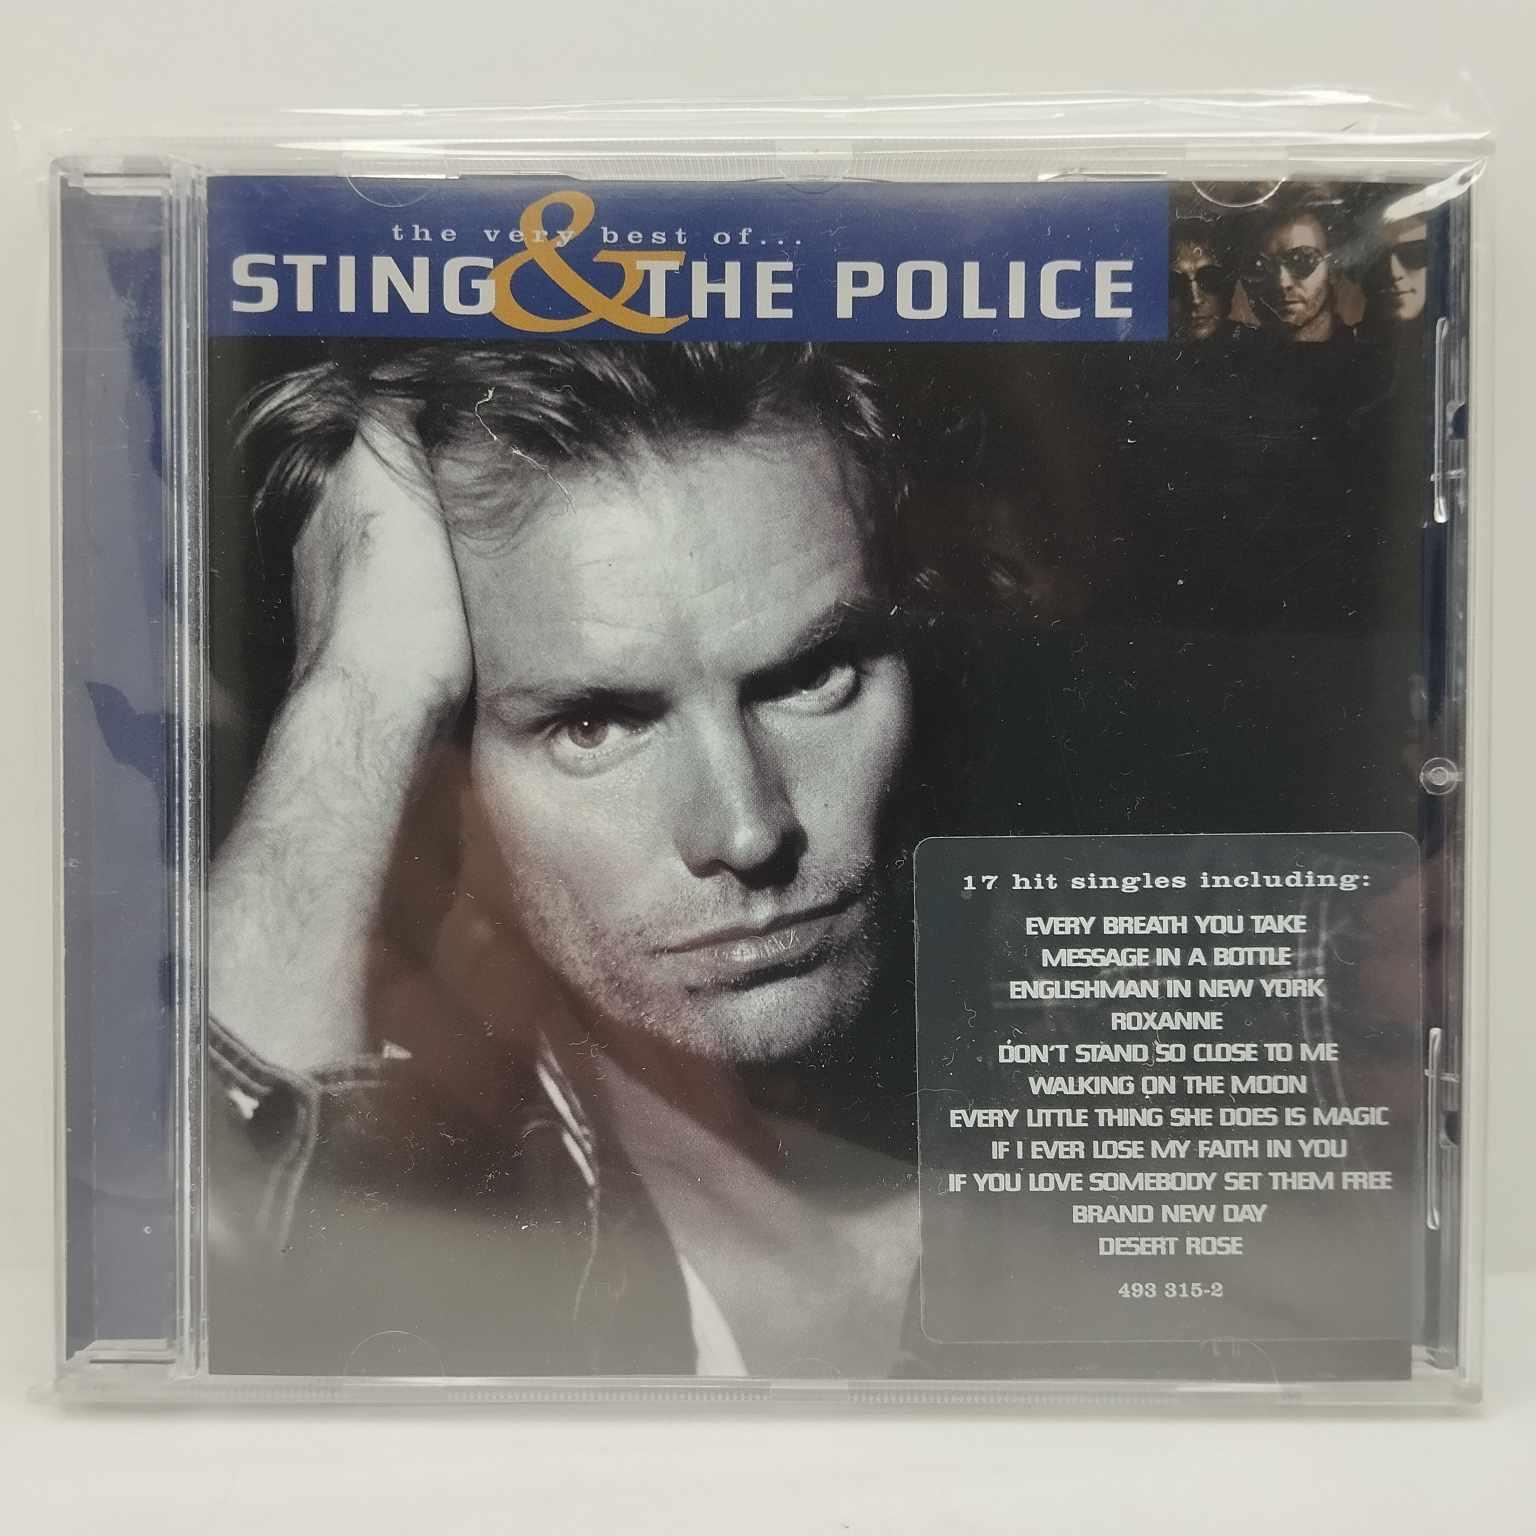 the very best of...
STING & THE POLICE
17 hit singles including:
EVERY BREATH YOU TAKE
MESSAGE IN A BOTTLE
ENGLISHMAN IN NEW YORK
ROXANNE
DON'T STAND SO CLOSE TO ME
WALKING ON THE MOON
EVERY LITTLE THING SHE DOES IS MAGIC
IF I EVER LOSE MY FAITH IN YOU
IF YOU LOVE SOMEBODY SET THEM FREE
BRAND NEW DAY
DESERT ROSE
493 315-2